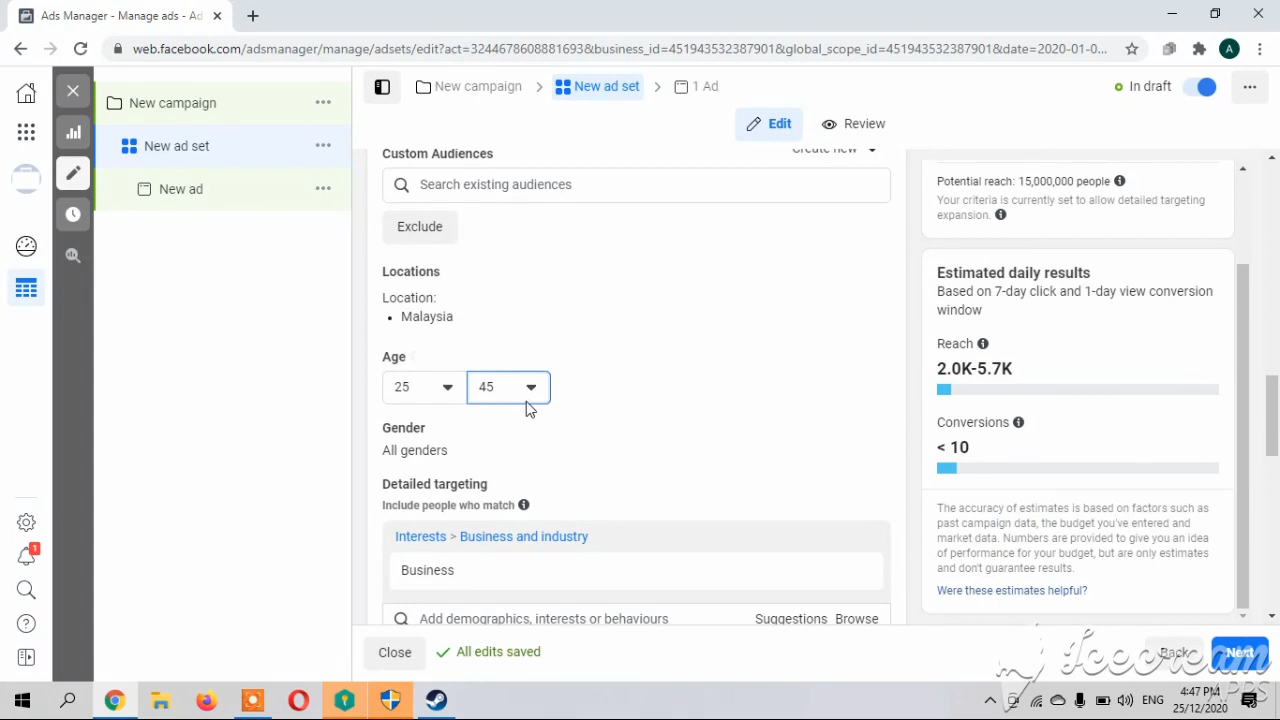 Ads Manager - Manage ads - Ad
web.facebook.com/adsmanager/manage/adsets/edit?act=3244678608881693&business_id=451943532387901&global_scope_id=451943532387901&date=2020-01-0...
A
New campaign
New ad set
1 Ad
In draft
New campaign
New ad set
New ad
Edit
Review
Custom Audiences
Create new
Search existing audiences
Exclude
Locations
Location:
• Malaysia
Age
25
45
Gender
All genders
Detailed targeting
Include people who match
Interests > Business and industry
Business
Add demographics, interests or behaviours
Suggestions
Browse
Potential reach: 15,000,000 people
Your criteria is currently set to allow detailed targeting
expansion.
Estimated daily results
Based on 7-day click and 1-day view conversion
window
Reach
2.0K-5.7K
Conversions
< 10
The accuracy of estimates is based on factors such as
past campaign data, the budget you've entered and
market data. Numbers are provided to give you an idea
of performance for your budget, but are only estimates
and don't guarantee results.
Were these estimates helpful?
1
Close
All edits saved
Back
Next
Icecream
APPS
ENG
4:47 PM
25/12/2020